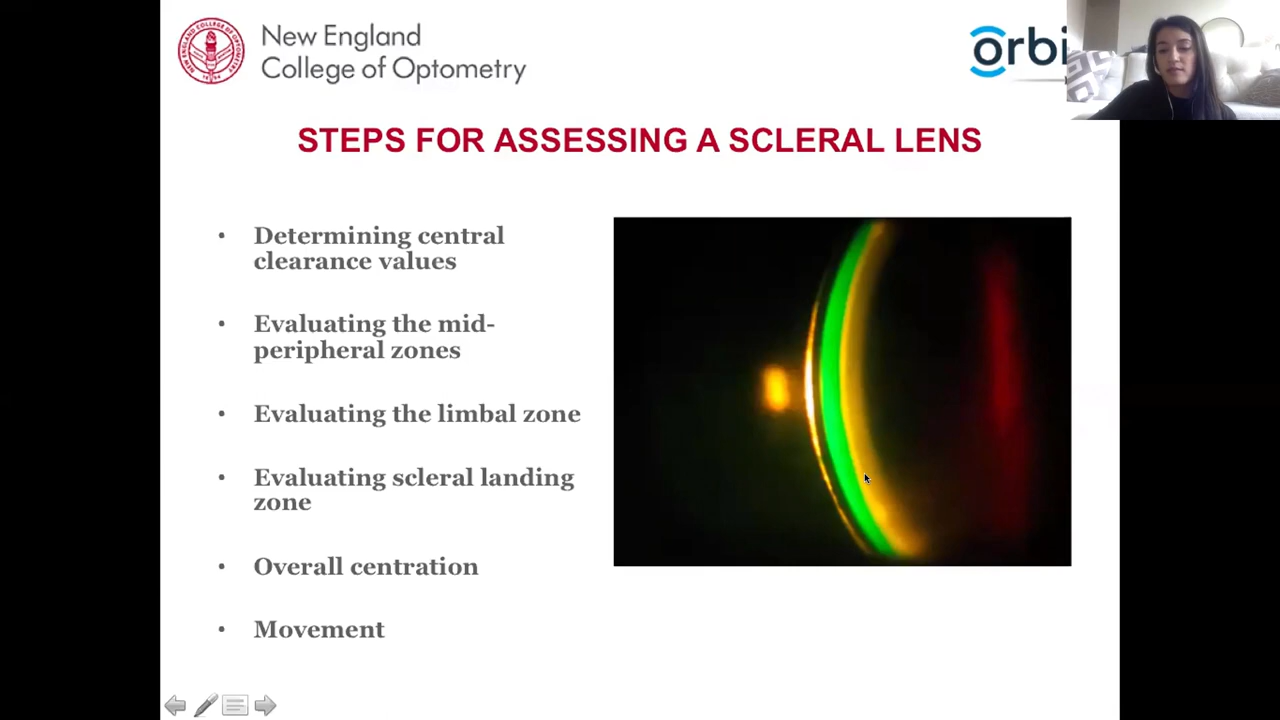 New England
College of Optometry
orbi
STEPS FOR ASSESSING A SCLERAL LENS
• Determining central
clearance values
• Evaluating the mid-
peripheral zones
• Evaluating the limbal zone
• Evaluating scleral landing
zone
• Overall centration
• Movement